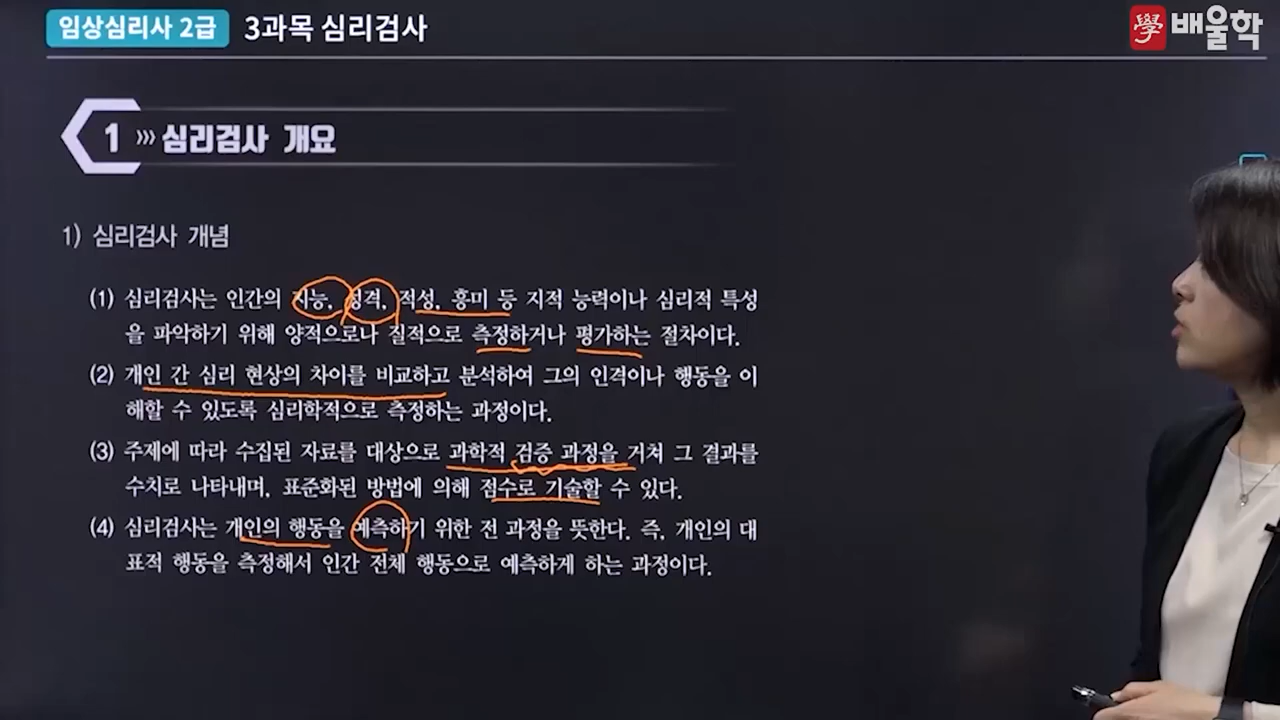 임상심리사 2급 3과목 심리검사
學 배울학
1 »» 심리검사 개요
1) 심리검사 개념
(1) 심리검사는 인간의 지능, 성격, 적성, 흥미 등 지적 능력이나 심리적 특성
을 파악하기 위해 양적으로나 질적으로 측정하거나 평가하는 절차이다.
(2) 개인 간 심리 현상의 차이를 비교하고 분석하여 그의 인격이나 행동을 이
해할 수 있도록 심리학적으로 측정하는 과정이다.
(3) 주제에 따라 수집된 자료를 대상으로 과학적 검증 과정을 거쳐 그 결과를
수치로 나타내며, 표준화된 방법에 의해 점수로 기술할 수 있다.
(4) 심리검사는 개인의 행동을 예측하기 위한 전 과정을 뜻한다. 즉, 개인의 대
표적 행동을 측정해서 인간 전체 행동으로 예측하게 하는 과정이다.